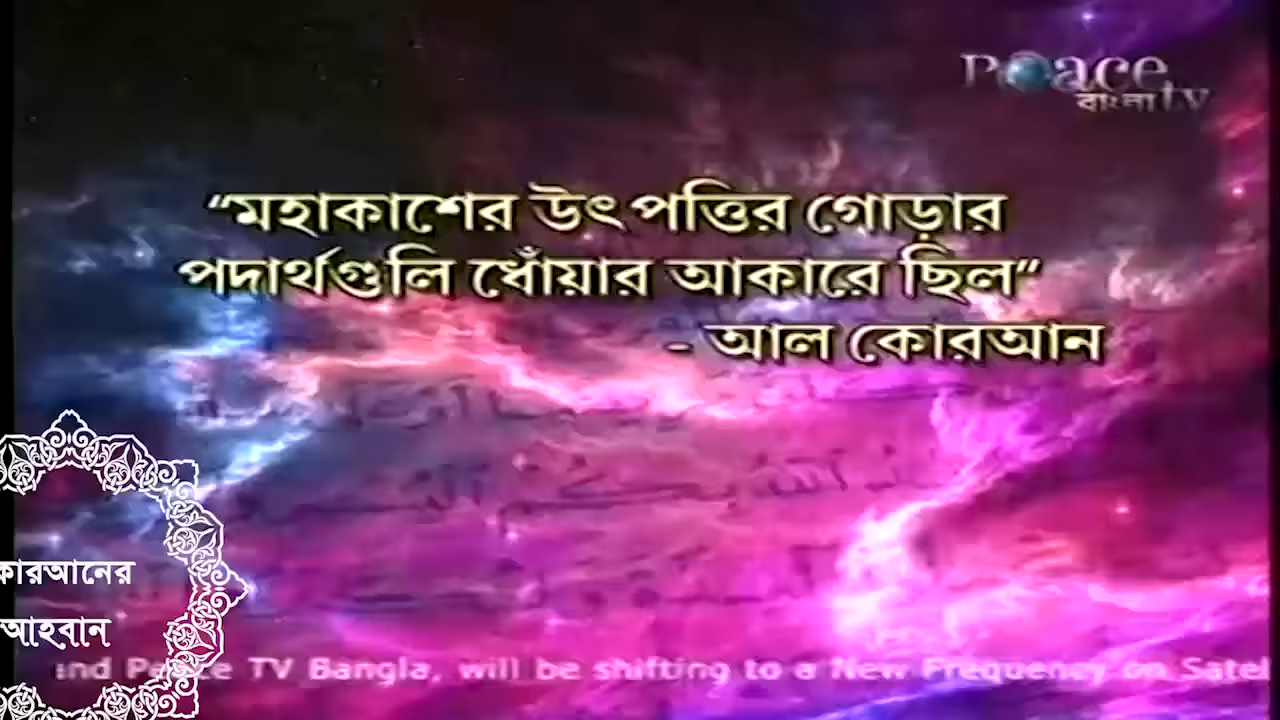 Peace
বাংলা tv
“মহাকাশের উৎপত্তির গোড়ার
পদার্থগুলি ধোঁয়ার আকারে ছিল”
- আল কোরআন
কোরআনের
আহবান
and Peace TV Bangla, will be shifting to a New Frequency on Satel